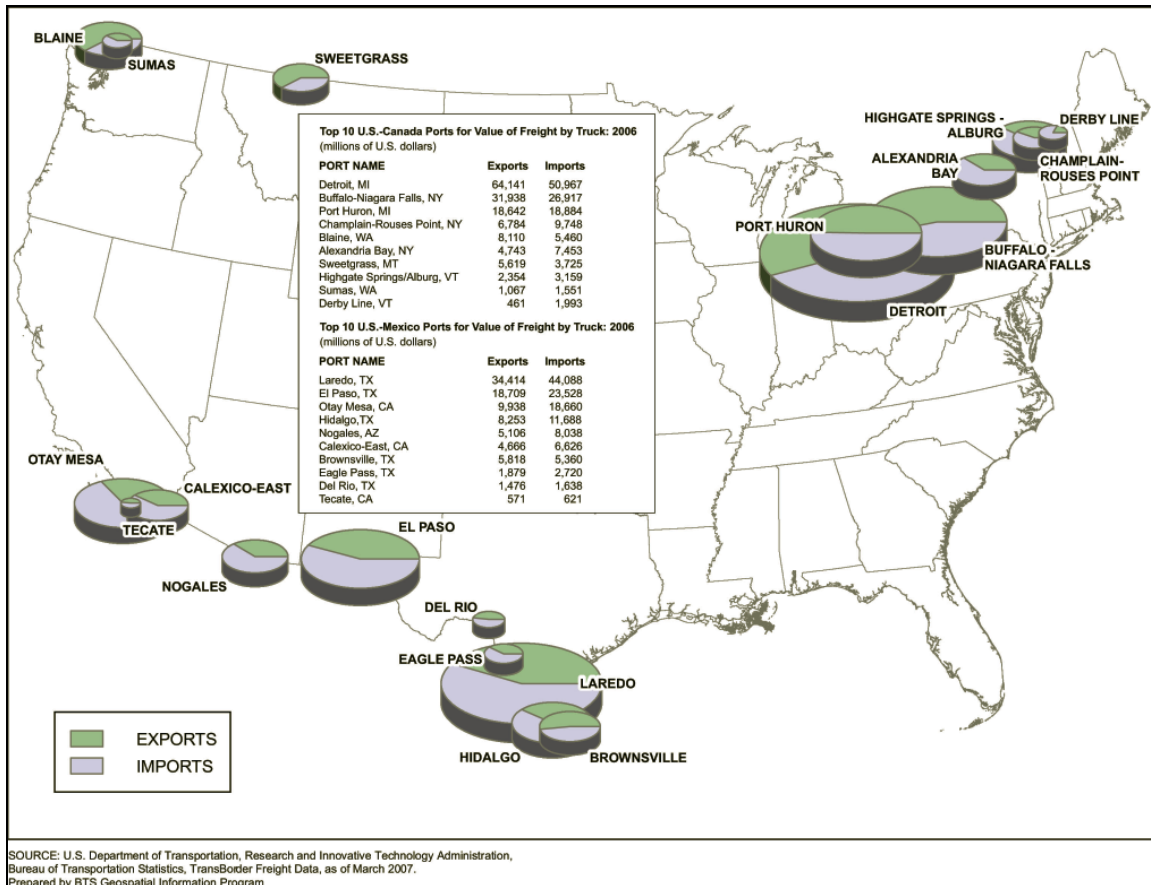 BLAINE
SUMAS
SWEETGRASS
HIGHGATE SPRINGS -
ALBURG
DERBY LINE
CHAMPLAIN-
ROUSES POINT
ALEXANDRIA
BAY
PORT HURON
BUFFALO -
NIAGARA FALLS
DETROIT
Top 10 U.S.-Canada Ports for Value of Freight by Truck: 2006
(millions of U.S. dollars)
PORT NAME Exports Imports
Detroit, MI 64,141 50,967
Buffalo-Niagara Falls, NY 31,938 26,917
Port Huron, MI 18,642 18,884
Champlain-Rouses Point, NY 6,784 9,748
Blaine, WA 8,110 5,460
Alexandria Bay, NY 4,743 7,453
Sweetgrass, MT 5,619 3,725
Highgate Springs/Alburg, VT 2,354 3,159
Sumas, WA 1,067 1,551
Derby Line, VT 461 1,993
Top 10 U.S.-Mexico Ports for Value of Freight by Truck: 2006
(millions of U.S. dollars)
PORT NAME Exports Imports
Laredo, TX 34,414 44,088
El Paso, TX 18,709 23,528
Otay Mesa, CA 9,938 18,660
Hidalgo,TX 8,253 11,688
Nogales, AZ 5,106 8,038
Calexico-East, CA 4,666 6,626
Brownsville, TX 5,818 5,360
Eagle Pass, TX 1,879 2,720
Del Rio, TX 1,476 1,638
Tecate, CA 571 621
OTAY MESA
CALEXICO-EAST
TECATE
NOGALES
EL PASO
DEL RIO
EAGLE PASS
LAREDO
HIDALGO
BROWNSVILLE
EXPORTS
IMPORTS
SOURCE: U.S. Department of Transportation, Research and Innovative Technology Administration,
Bureau of Transportation Statistics, TransBorder Freight Data, as of March 2007.
Prepared by BTS Geospatial Information Program